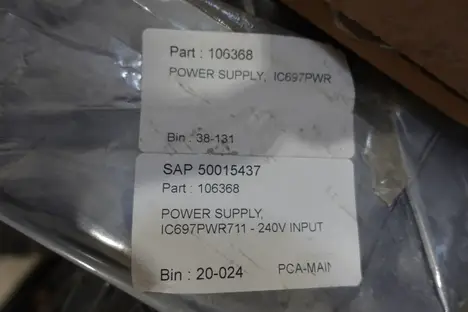 Part : 106368
POWER SUPPLY, IC697PWR
Bin : 38-131
SAP 50015437
Part : 106368
POWER SUPPLY,
IC697PWR711 - 240V INPUT
Bin : 20-024 PCA-MAIN